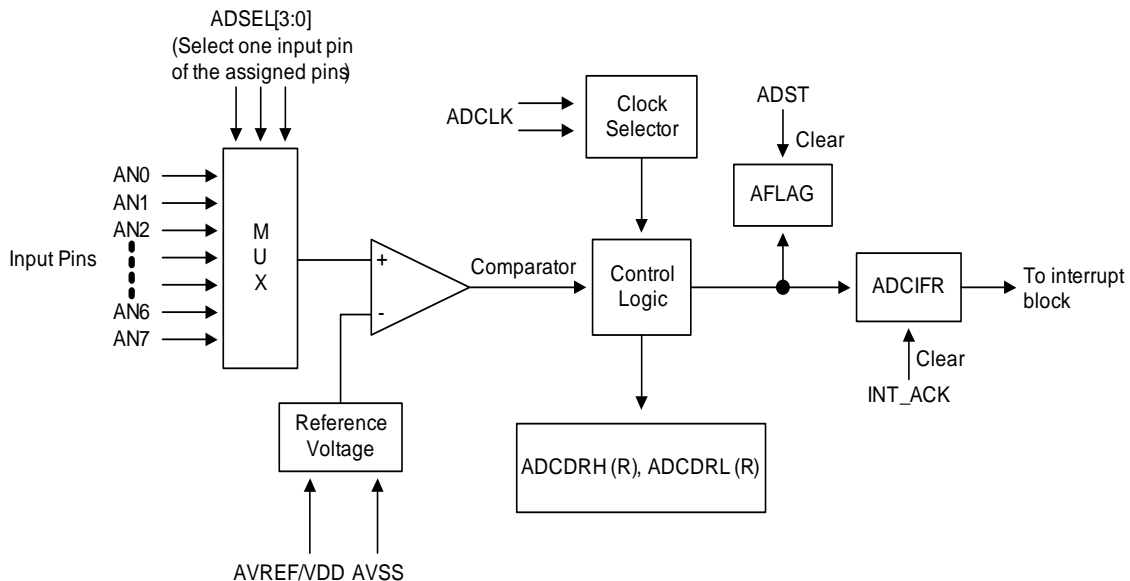 ADSEL[3:0]
(Select one input pin
of the assigned pins)
ADCLK
Clock
Selector
ADST
Clear
AFLAG
AN0
AN1
AN2
Input Pins
AN6
AN7
M
U
X
+
-
Comparator
Control
Logic
ADCIFR
To interrupt
block
Clear
INT_ACK
Reference
Voltage
ADCDRH (R), ADCDRL (R)
AVREF/VDD AVSS